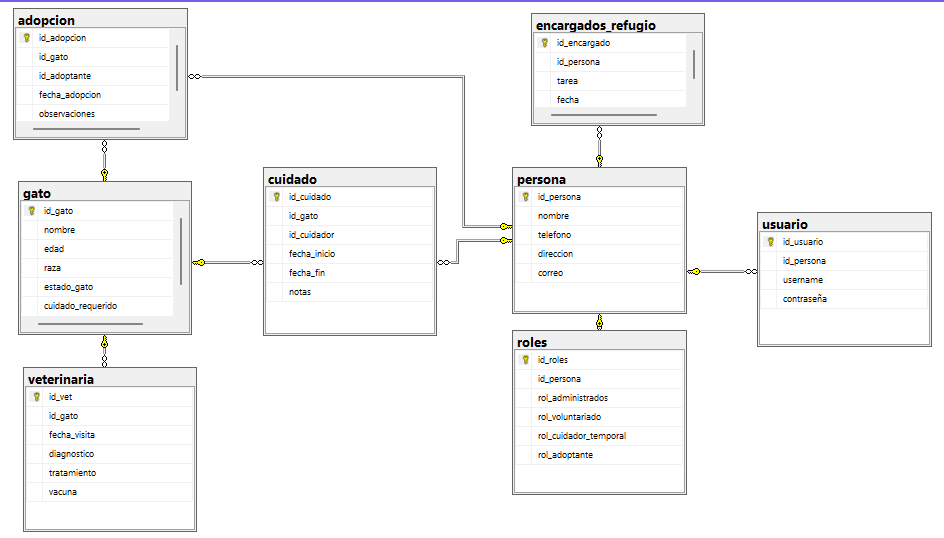 adopcion
id_adopcion
id_gato
id_adoptante
fecha_adopcion
observaciones
encargados_refugio
id_encargado
id_persona
tarea
fecha
gato
id_gato
nombre
edad
raza
estado_gato
cuidado_requerido
cuidado
id_cuidado
id_gato
id_cuidador
fecha_inicio
fecha_fin
notas
persona
id_persona
nombre
telefono
direccion
correo
usuario
id_usuario
id_persona
username
contraseña
veterinaria
id_vet
id_gato
fecha_visita
diagnostico
tratamiento
vacuna
roles
id_roles
id_persona
rol_administrados
rol_voluntariado
rol_cuidador_temporal
rol_adoptante